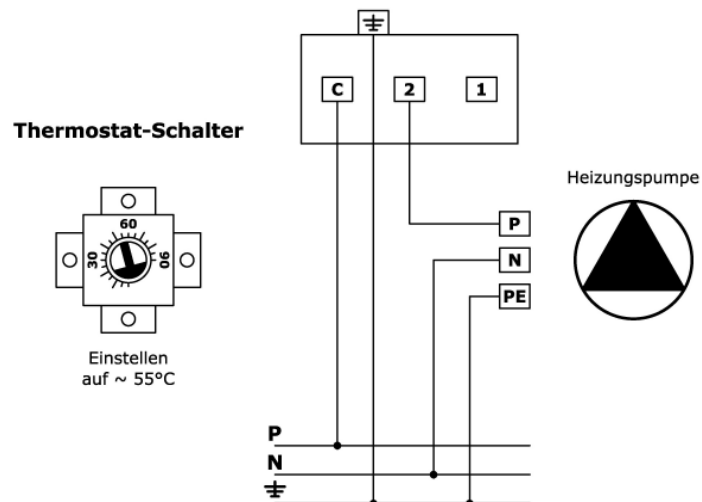 C
2
1
Thermostat-Schalter
Heizungspumpe
60
30
90
P
N
PE
Einstellen
auf ~ 55°C
P
N